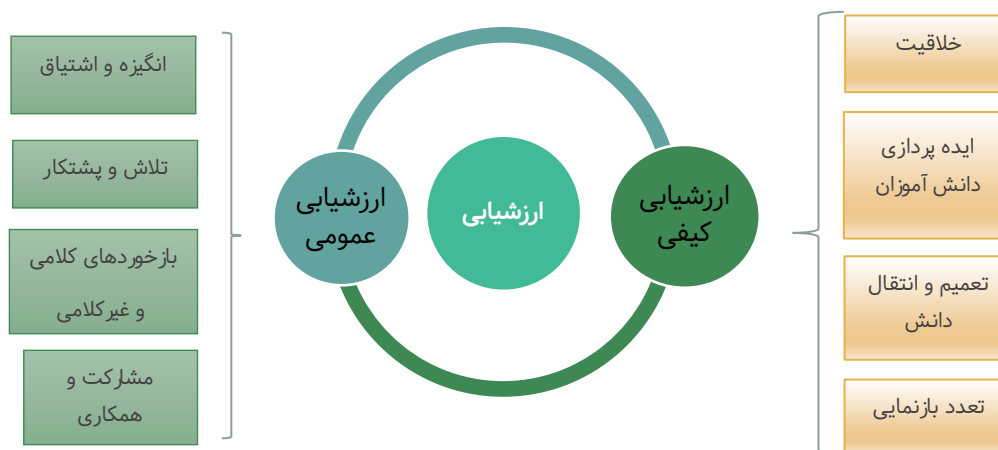 خلاقیت
ایده پردازی
دانش آموزان
تعمیم و انتقال
دانش
تعدد بازنمایی
ارزشیابی
کیفی
ارزشیابی
ارزشیابی
عمومی
انگیزه و اشتیاق
تلاش و پشتکار
بازخوردهای کلامی
و غیرکلامی
مشارکت و
همکاری